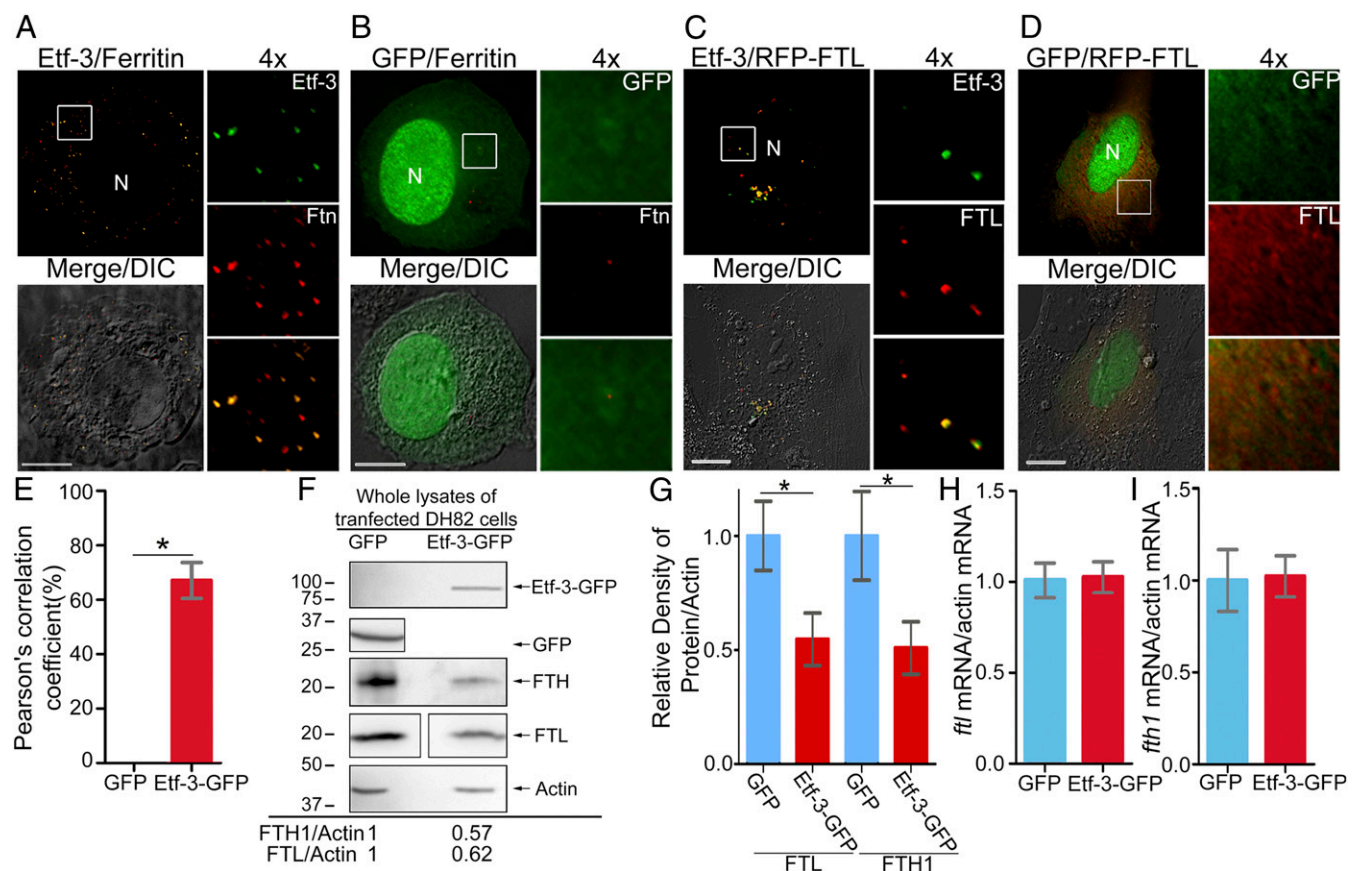 A
Etf-3/Ferritin
4x
Etf-3
N
Ftn
Merge/DIC
B
GFP/Ferritin
4x
GFP
N
Ftn
Merge/DIC
C
Etf-3/RFP-FTL
4x
Etf-3
N
FTL
Merge/DIC
D
GFP/RFP-FTL
4x
GFP
N
FTL
Merge/DIC
E
Pearson's correlation
coefficient(%)
100
80
60
40
20
0
*
GFP Etf-3-GFP
F
Whole lysates of
tranfected DH82 cells
GFP Etf-3-GFP
100
75
Etf-3-GFP
37
25
GFP
20
FTH
20
FTL
50
37
Actin
FTH1/Actin 1 0.57
FTL/Actin 1 0.62
G
Relative Density of
Protein/Actin
1.0
0.5
0.0
* *
GFP
Etf-3-GFP
GFP
Etf-3-GFP
FTL FTH1
H
ftl mRNA/actin mRNA
1.5
1.0
0.5
0.0
GFP Etf-3-GFP
I
fth1 mRNA/actin mRNA
1.5
1.0
0.5
0.0
GFP Etf-3-GFP